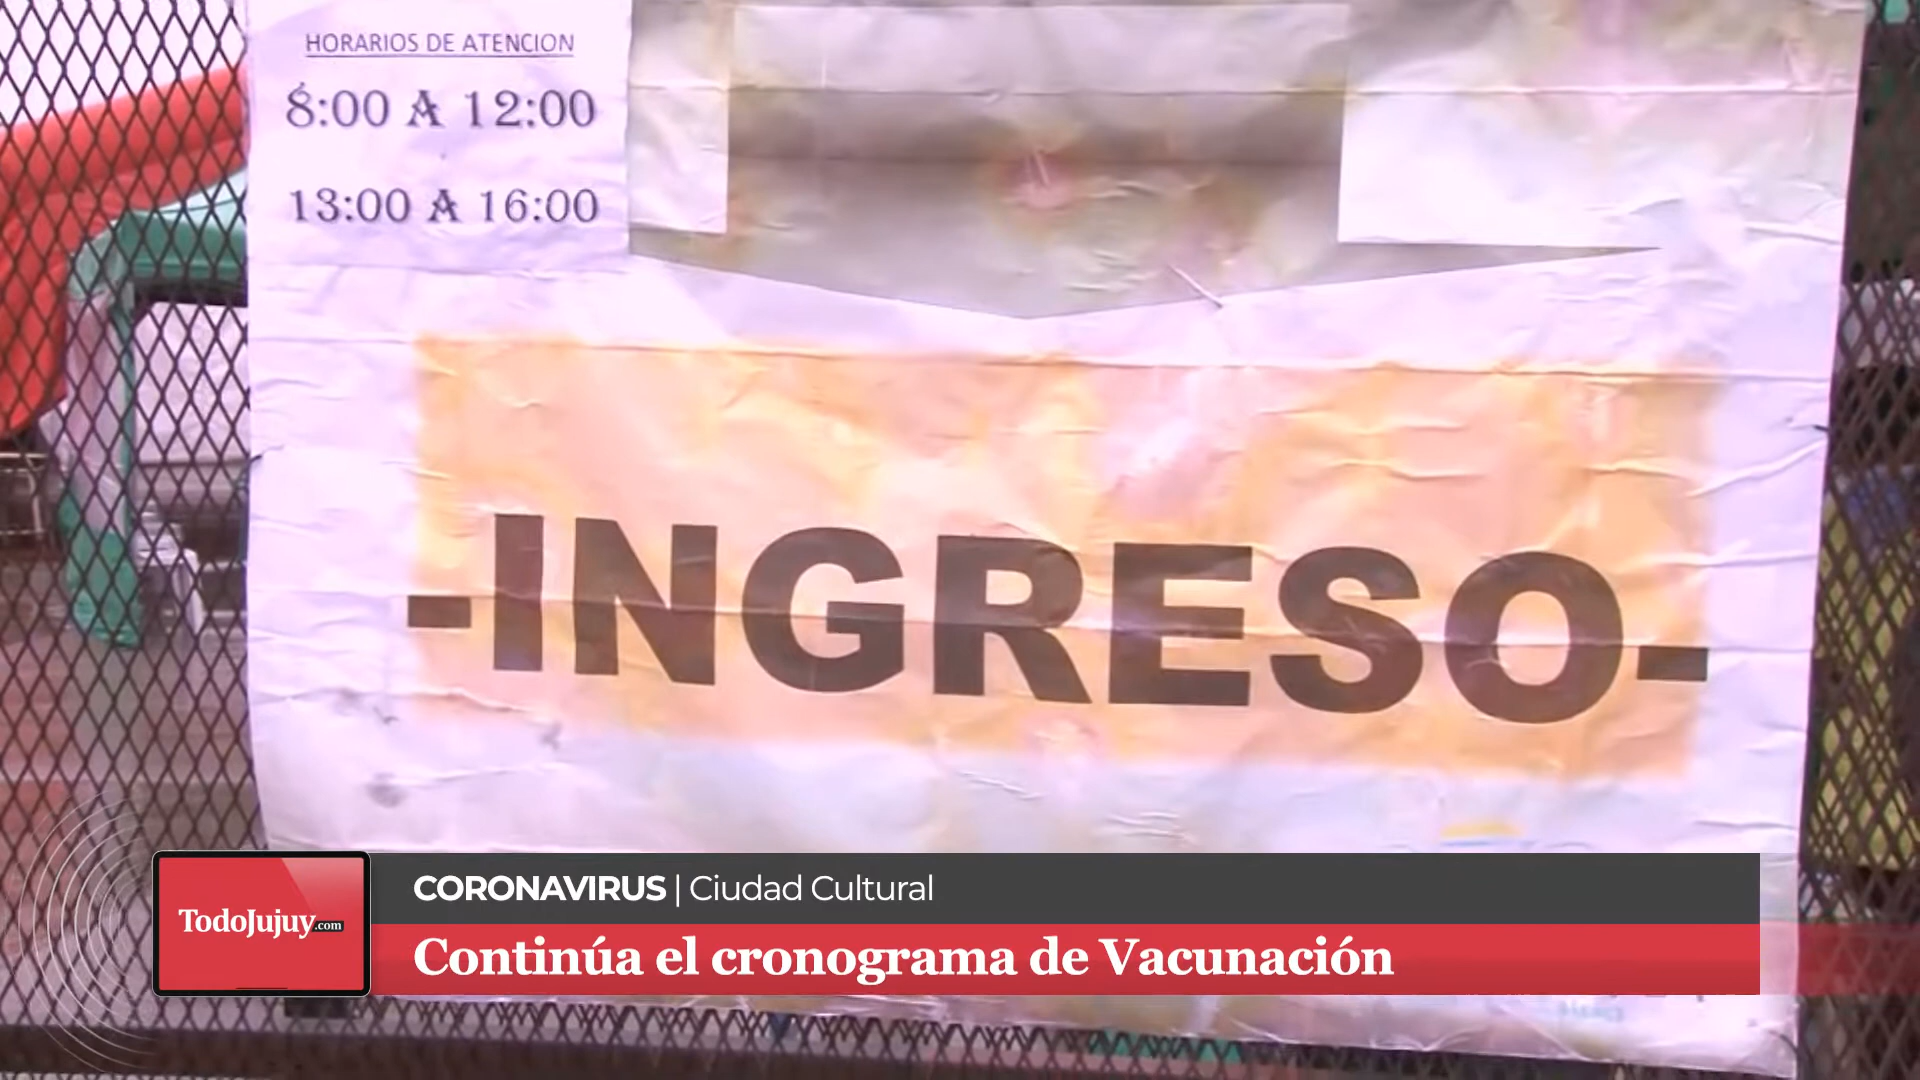 HORARIOS DE ATENCION
8:00 A 12:00
13:00 A 16:00
-INGRESO-
CORONAVIRUS | Ciudad Cultural
TodoJujuy.com
Continúa el cronograma de Vacunación